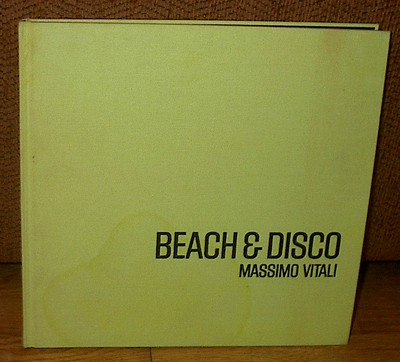 BEACH & DISCO
MASSIMO VITALI